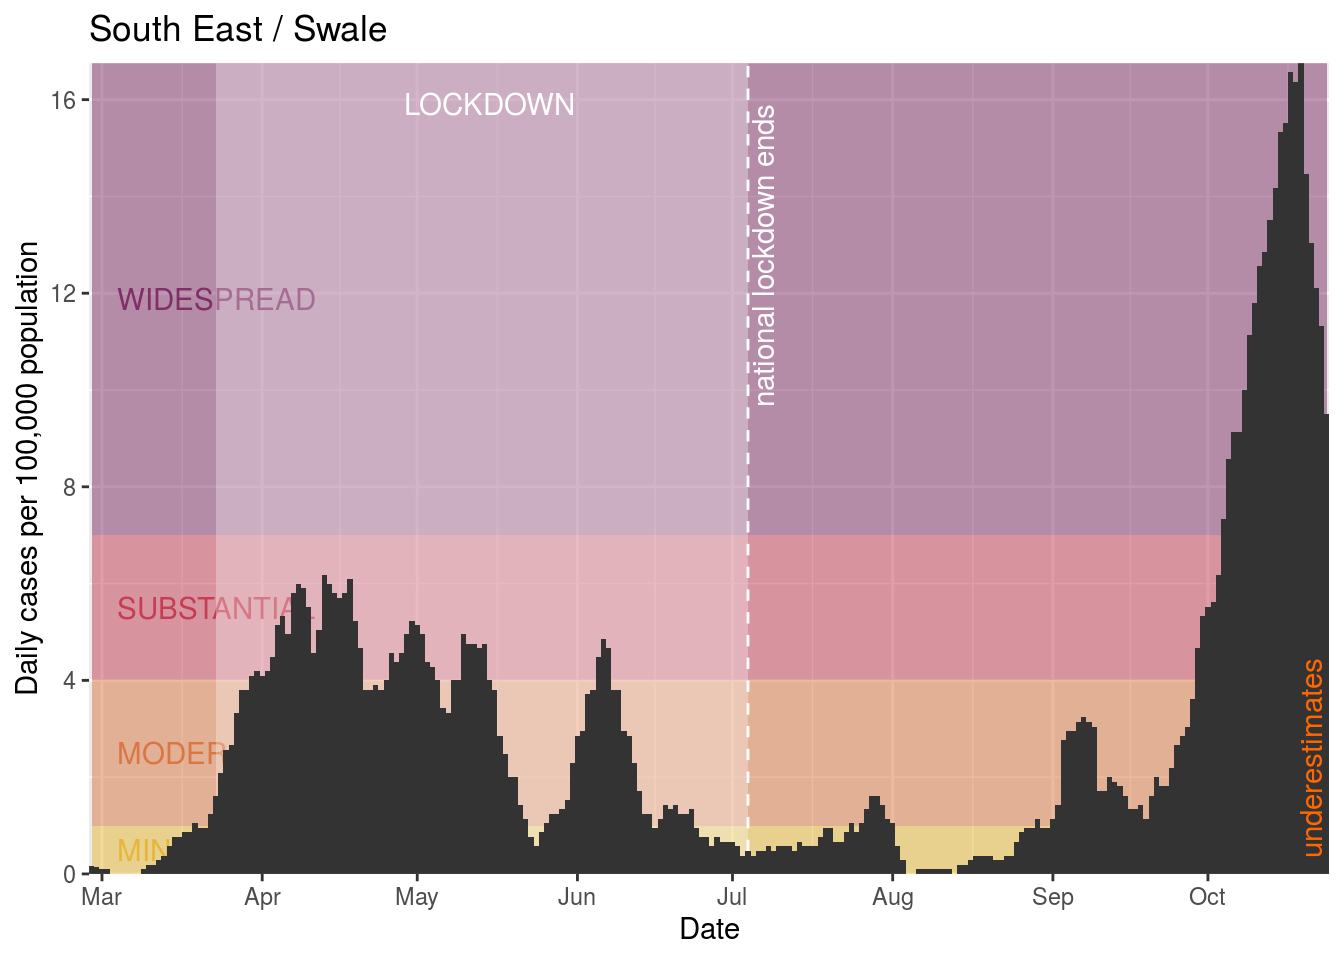 South East / Swale
Daily cases per 100,000 population
16
12
8
4
0
LOCKDOWN
national lockdown ends
WIDESPREAD
SUBSTANTIAL
MODER
MIN
underestimates
Mar
Apr
May
Jun
Jul
Aug
Sep
Oct
Date